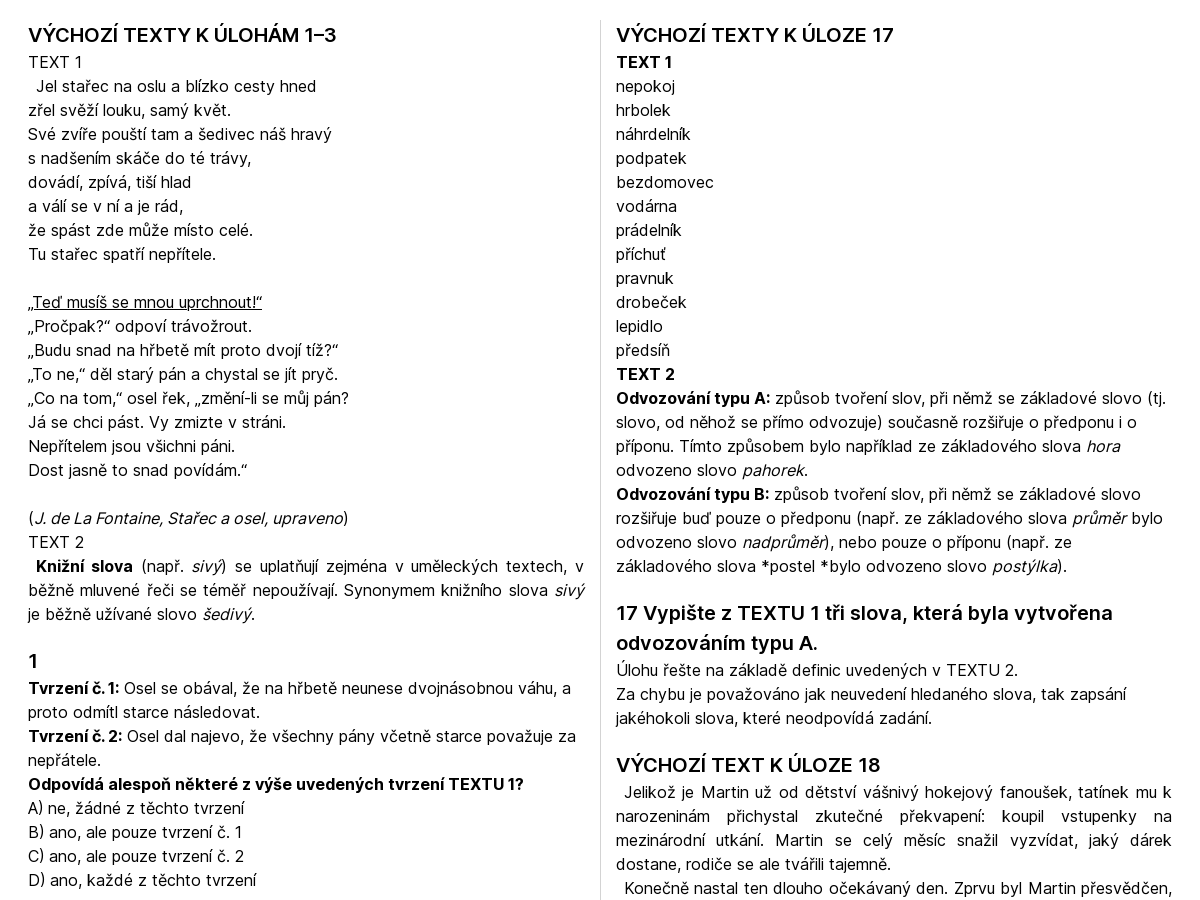 VÝCHOZÍ TEXTY K ÚLOHÁM 1–3
TEXT 1
Jel stařec na oslu a blízko cesty hned
zřel svěží louku, samý květ.
Své zvíře pouští tam a šedivec náš hravý
s nadšením skáče do té trávy,
dovádí, zpívá, tiší hlad
a válí se v ní a je rád,
že spást zde může místo celé.
Tu stařec spatří nepřítele.
„Teď musíš se mnou uprchnout!“
„Pročpak?“ odpoví trávožrout.
„Budu snad na hřbetě mít proto dvojí tíž?“
„To ne,“ děl starý pán a chystal se jít pryč.
„Co na tom,“ osel řek, „změní-li se můj pán?
Já se chci pást. Vy zmizte v stráni.
Nepřítelem jsou všichni páni.
Dost jasně to snad povídám.“
(J. de La Fontaine, Stařec a osel, upraveno)
TEXT 2
Knižní slova (např. sivý) se uplatňují zejména v uměleckých textech, v
běžně mluvené řeči se téměř nepoužívají. Synonymem knižního slova sivý
je běžně užívané slovo šedivý.
1
Tvrzení č. 1: Osel se obával, že na hřbetě neunese dvojnásobnou váhu, a
proto odmítl starce následovat.
Tvrzení č. 2: Osel dal najevo, že všechny pány včetně starce považuje za
nepřátele.
Odpovídá alespoň některé z výše uvedených tvrzení TEXTU 1?
A) ne, žádné z těchto tvrzení
B) ano, ale pouze tvrzení č. 1
C) ano, ale pouze tvrzení č. 2
D) ano, každé z těchto tvrzení
VÝCHOZÍ TEXTY K ÚLOZE 17
TEXT 1
nepokoj
hrbolek
náhrdelník
podpatek
bezdomovec
vodárna
prádelník
příchuť
pravnuk
drobeček
lepidlo
předsíň
TEXT 2
Odvozování typu A: způsob tvoření slov, při němž se základové slovo (tj.
slovo, od něhož se přímo odvozuje) současně rozšiřuje o předponu i o
příponu. Tímto způsobem bylo například ze základového slova hora
odvozeno slovo pahorek.
Odvozování typu B: způsob tvoření slov, při němž se základové slovo
rozšiřuje buď pouze o předponu (např. ze základového slova průměr bylo
odvozeno slovo nadprůměr), nebo pouze o příponu (např. ze
základového slova *postel *bylo odvozeno slovo postýlka).
17 Vypište z TEXTU 1 tři slova, která byla vytvořena
odvozováním typu A.
Úlohu řešte na základě definic uvedených v TEXTU 2.
Za chybu je považováno jak neuvedení hledaného slova, tak zapsání
jakéhokoli slova, které neodpovídá zadání.
VÝCHOZÍ TEXT K ÚLOZE 18
Jelikož je Martin už od dětství vášnivý hokejový fanoušek, tatínek mu k
narozeninám přichystal zkutečné překvapení: koupil vstupenky na
mezinárodní utkání. Martin se celý měsíc snažil vyzvídat, jaký dárek
dostane, rodiče se ale tvářili tajemně.
Konečně nastal ten dlouho očekávaný den. Zprvu byl Martin přesvědčen,